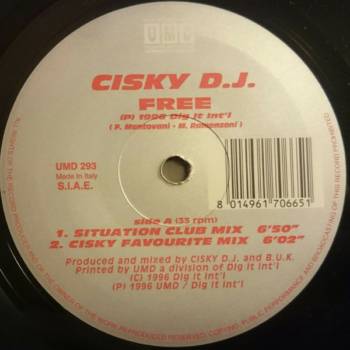 UMD
CISKY D.J.
FREE
(P) 1996 Dig It Int'l
( F. Mantovani - M. Romanzoni )
UMD 293
Made in Italy
S.I.A.E.
8 014961 706651
side A (33 rpm)
1. SITUATION CLUB MIX 6'50"
2. CISKY FAVOURITE MIX 6'02"
Produced and mixed by CISKY D.J. and B.U.K.
Printed by UMD a division of Dig It Int'l
(C) 1996 Dig It Int'l
(P) 1996 UMD / Dig It Int'l